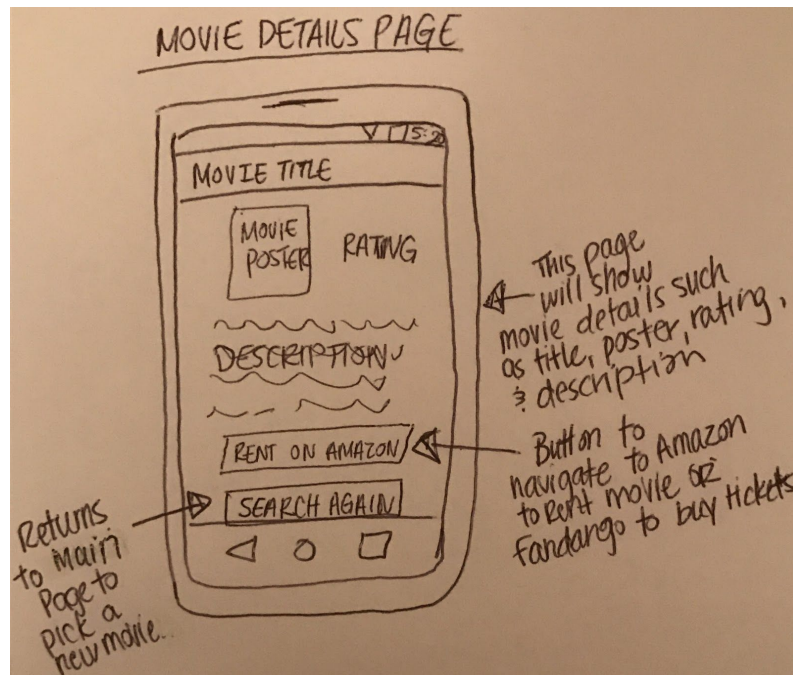 MOVIE DETAILS PAGE
5:2
MOVIE TITLE
MOVIE
POSTER
RATING
DESCRIPTION
RENT ON AMAZON
SEARCH AGAIN
This page
will show
movie details such
as title, poster, rating,
& description
Button to
navigate to Amazon
to Rent movie OR
Fandango to buy tickets
Returns
to Main
Page to
pick a
new movie.